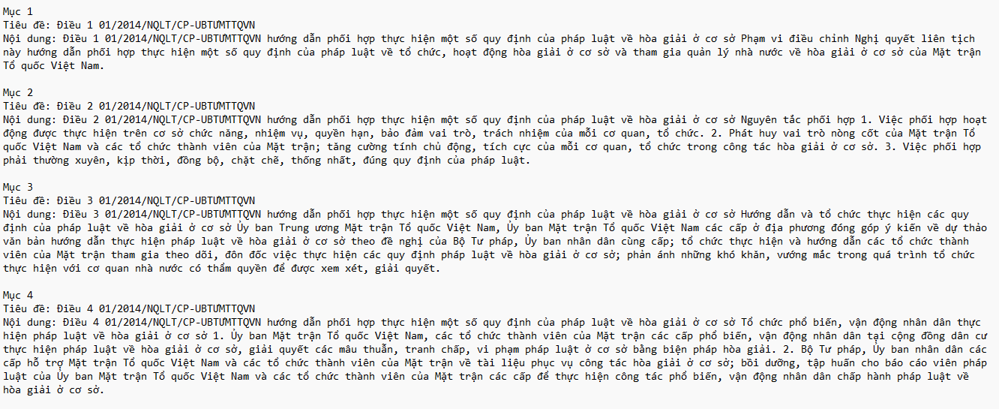 Mục 1
Tiêu đề: Điều 1 01/2014/NQLT/CP-UBTƯMTTQVN
Nội dung: Điều 1 01/2014/NQLT/CP-UBTƯMTTQVN hướng dẫn phối hợp thực hiện một số quy định của pháp luật về hòa giải ở cơ sở Phạm vi điều chỉnh Nghị quyết liên tịch
này hướng dẫn phối hợp thực hiện một số quy định của pháp luật về tổ chức, hoạt động hòa giải ở cơ sở và tham gia quản lý nhà nước về hòa giải ở cơ sở của Mặt trận
Tổ quốc Việt Nam.
Mục 2
Tiêu đề: Điều 2 01/2014/NQLT/CP-UBTƯMTTQVN
Nội dung: Điều 2 01/2014/NQLT/CP-UBTƯMTTQVN hướng dẫn phối hợp thực hiện một số quy định của pháp luật về hòa giải ở cơ sở Nguyên tắc phối hợp 1. Việc phối hợp hoạt
động được thực hiện trên cơ sở chức năng, nhiệm vụ, quyền hạn, bảo đảm vai trò, trách nhiệm của mỗi cơ quan, tổ chức. 2. Phát huy vai trò nòng cốt của Mặt trận Tổ
quốc Việt Nam và các tổ chức thành viên của Mặt trận; tăng cường tính chủ động, tích cực của mỗi cơ quan, tổ chức trong công tác hòa giải ở cơ sở. 3. Việc phối hợp
phải thường xuyên, kịp thời, đồng bộ, chặt chẽ, thống nhất, đúng quy định của pháp luật.
Mục 3
Tiêu đề: Điều 3 01/2014/NQLT/CP-UBTƯMTTQVN
Nội dung: Điều 3 01/2014/NQLT/CP-UBTƯMTTQVN hướng dẫn phối hợp thực hiện một số quy định của pháp luật về hòa giải ở cơ sở Hướng dẫn và tổ chức thực hiện các quy
định của pháp luật về hòa giải ở cơ sở Ủy ban Trung ương Mặt trận Tổ quốc Việt Nam, Ủy ban Mặt trận Tổ quốc Việt Nam các cấp ở địa phương đóng góp ý kiến về dự thảo
văn bản hướng dẫn thực hiện pháp luật về hòa giải ở cơ sở theo đề nghị của Bộ Tư pháp, Ủy ban nhân dân cùng cấp; tổ chức thực hiện và hướng dẫn các tổ chức thành
viên của Mặt trận tham gia theo dõi, đôn đốc việc thực hiện các quy định pháp luật về hòa giải ở cơ sở; phản ánh những khó khăn, vướng mắc trong quá trình tổ chức
thực hiện với cơ quan nhà nước có thẩm quyền để được xem xét, giải quyết.
Mục 4
Tiêu đề: Điều 4 01/2014/NQLT/CP-UBTƯMTTQVN
Nội dung: Điều 4 01/2014/NQLT/CP-UBTƯMTTQVN hướng dẫn phối hợp thực hiện một số quy định của pháp luật về hòa giải ở cơ sở Tổ chức phổ biến, vận động nhân dân thực
hiện pháp luật về hòa giải ở cơ sở 1. Ủy ban Mặt trận Tổ quốc Việt Nam, các tổ chức thành viên của Mặt trận các cấp phổ biến, vận động nhân dân tại cộng đồng dân cư
thực hiện pháp luật về hòa giải ở cơ sở, giải quyết các mâu thuẫn, tranh chấp, vi phạm pháp luật ở cơ sở bằng biện pháp hòa giải. 2. Bộ Tư pháp, Ủy ban nhân dân các
cấp hỗ trợ Mặt trận Tổ quốc Việt Nam và các tổ chức thành viên của Mặt trận về tài liệu phục vụ công tác hòa giải ở cơ sở; bồi dưỡng, tập huấn cho báo cáo viên pháp
luật của Ủy ban Mặt trận Tổ quốc Việt Nam và các tổ chức thành viên của Mặt trận các cấp để thực hiện công tác phổ biến, vận động nhân dân chấp hành pháp luật về
hòa giải ở cơ sở.